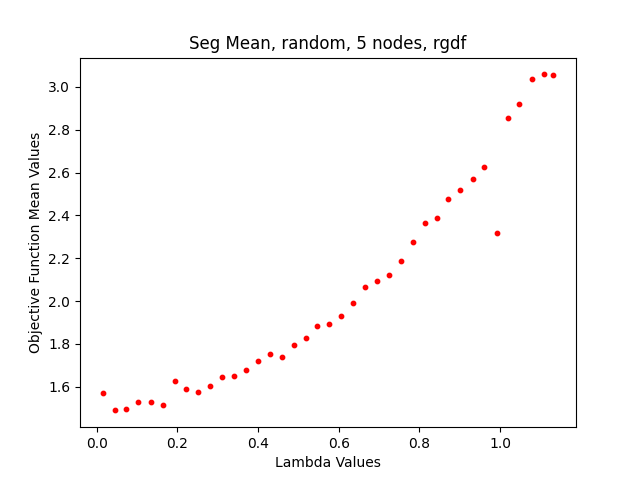 Seg Mean, random, 5 nodes, rgdf
Objective Function Mean Values
3.0
2.8
2.6
2.4
2.2
2.0
1.8
1.6
0.0 0.2 0.4 0.6 0.8 1.0
Lambda Values